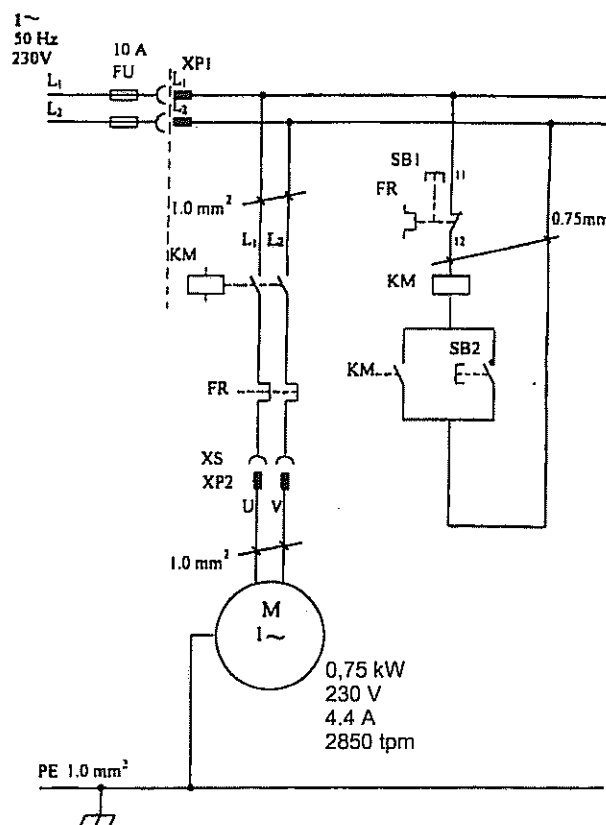 1~
50 Hz
230V
10 A
FU
XP1
L1
L1
L2
L2
SB1
11
FR
12
0.75mm
1.0 mm²
L1
L2
KM
KM
KM
SB2
FR
XS
XP2
U
V
1.0 mm²
M
1~
0,75 kW
230 V
4.4 A
2850 tpm
PE 1.0 mm²